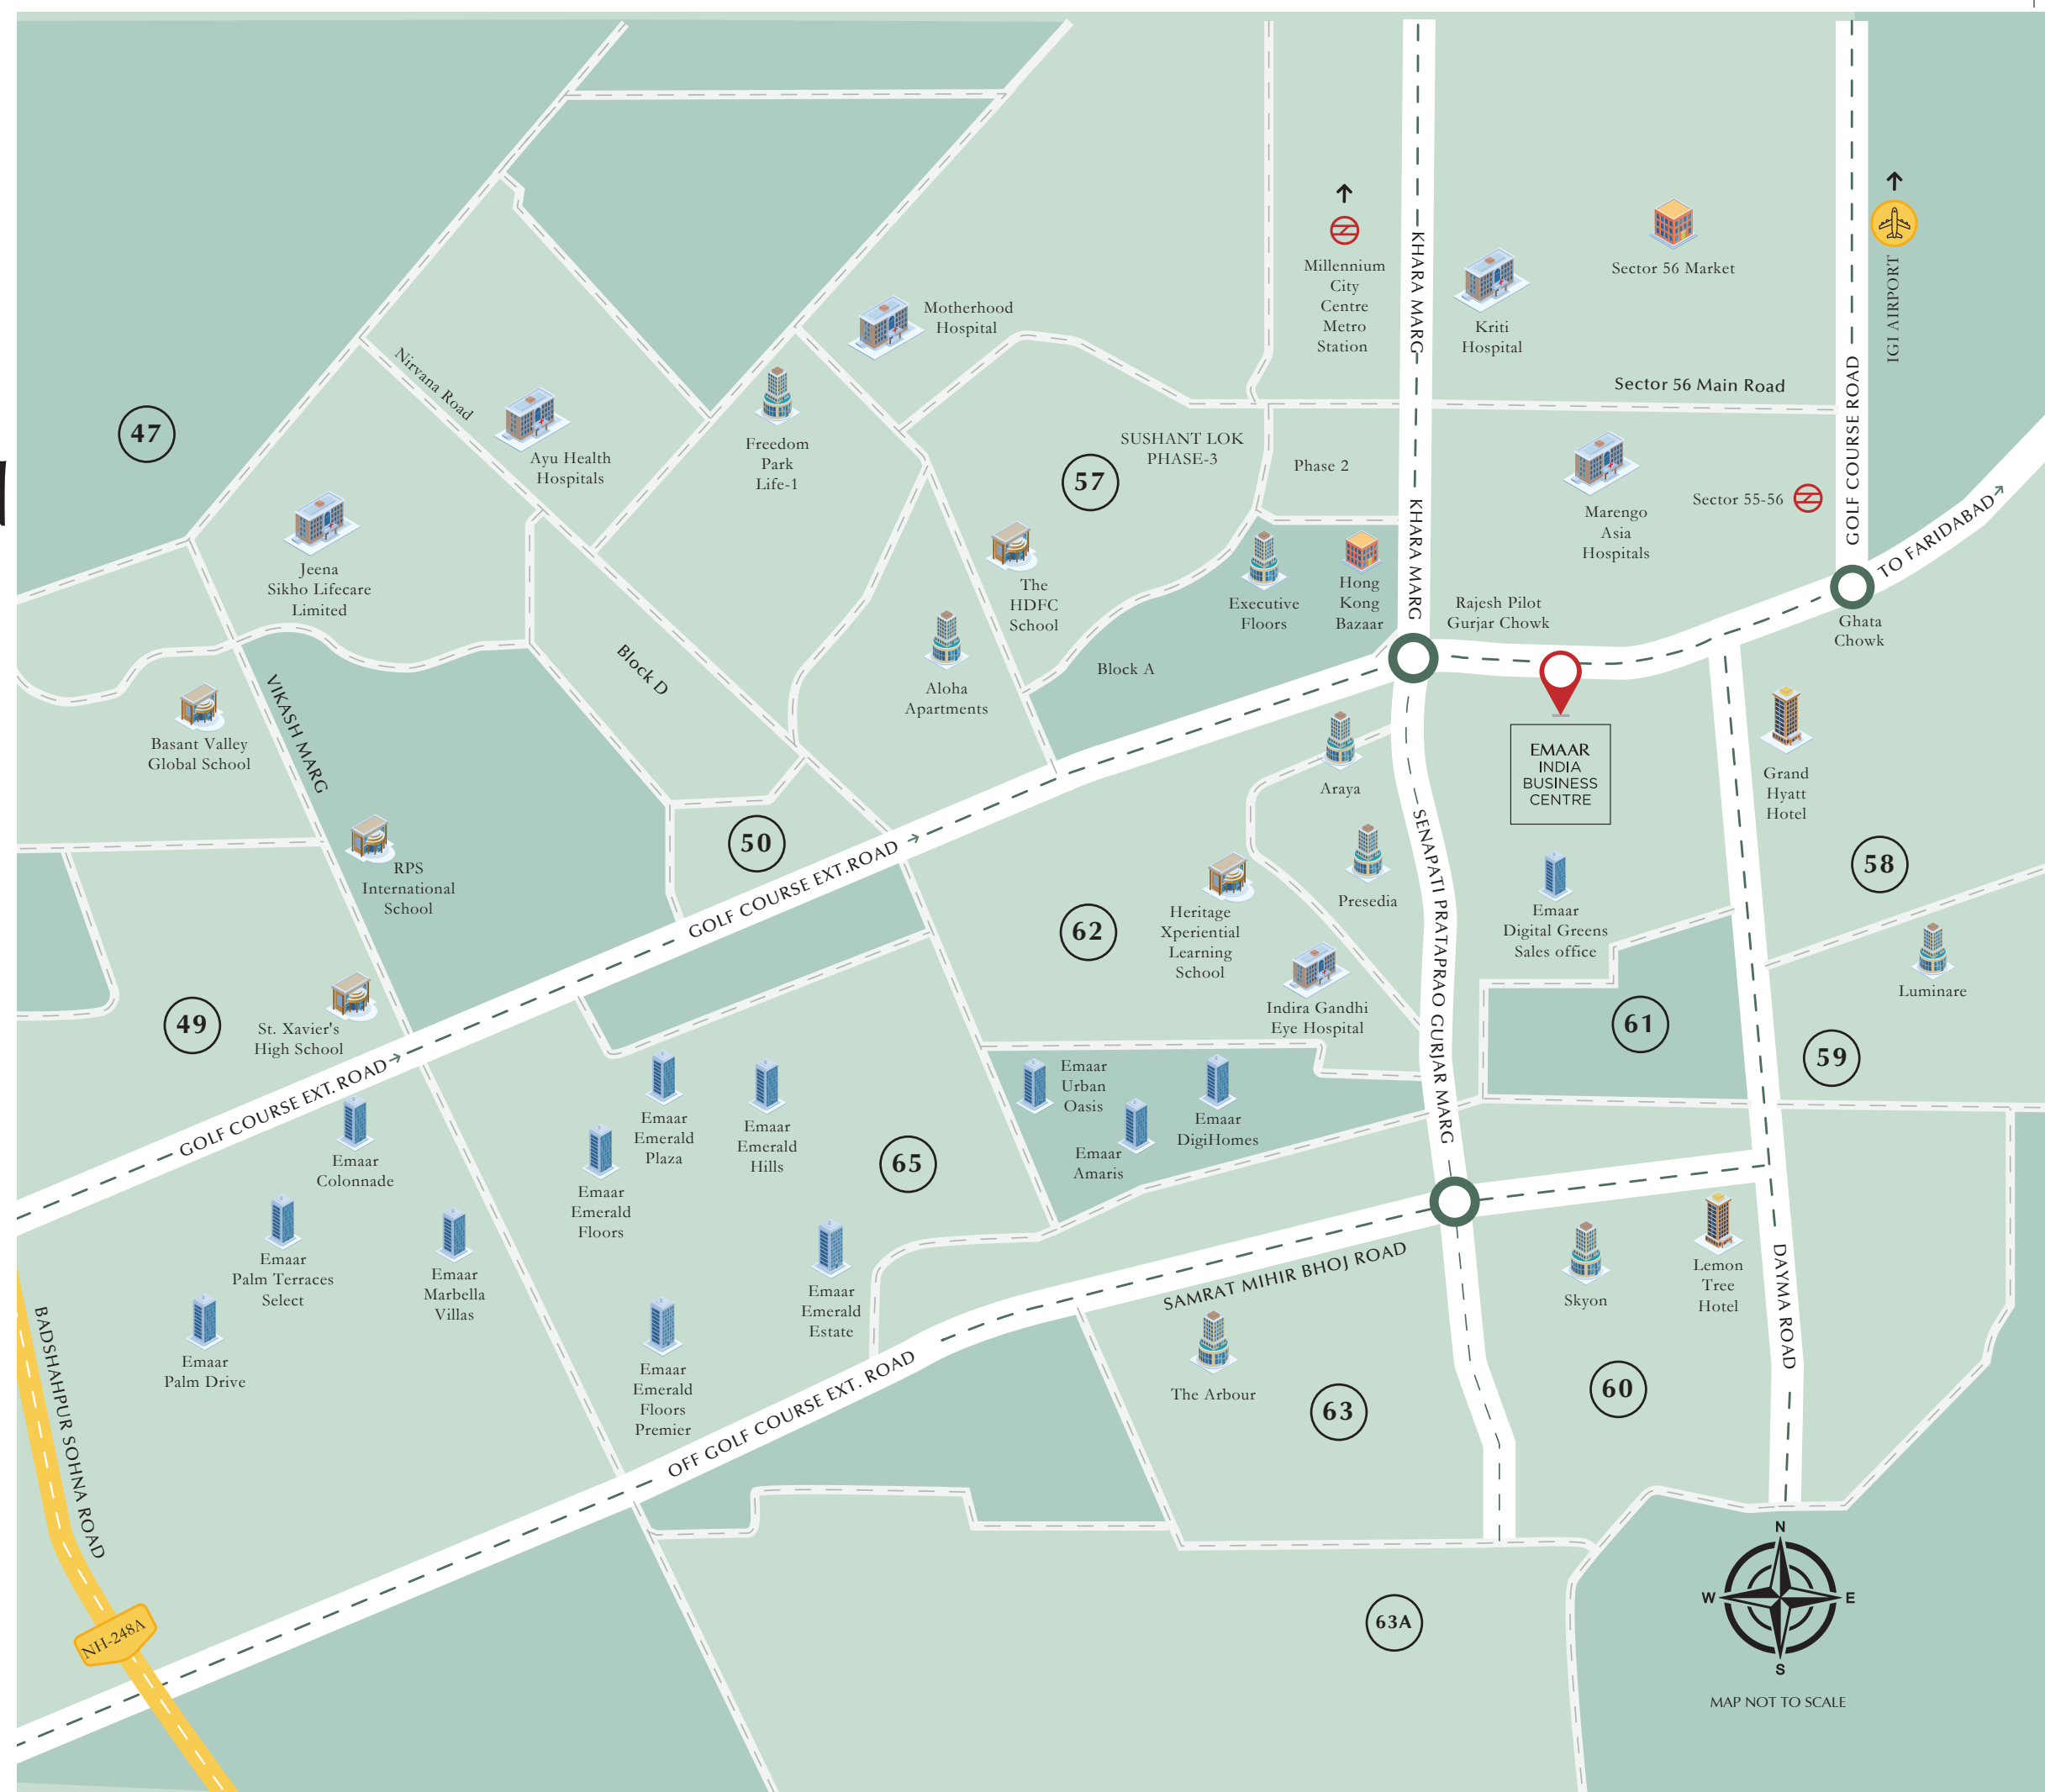 Millennium
City
Centre
Metro
Station
KHARA MARG
Kriti
Hospital
Sector 56 Market
IGI AIRPORT
GOLF COURSE ROAD
Motherhood
Hospital
Nirvana Road
47
Ayu Health
Hospitals
Freedom
Park
Life-1
SUSHANT LOK
PHASE-3
57
Phase 2
Sector 56 Main Road
KHARA MARG
Marengo
Asia
Hospitals
Sector 55-56
TO FARIDABAD
Ghata
Chowk
Jeena
Sikho Lifecare
Limited
The
HDFC
School
Executive
Floors
Hong
Kong
Bazaar
Rajesh Pilot
Gurjar Chowk
Block D
Aloha
Apartments
Block A
Basant Valley
Global School
VIKASH MARG
Araya
EMAAR
INDIA
BUSINESS
CENTRE
Grand
Hyatt
Hotel
RPS
International
School
50
GOLF COURSE EXT.ROAD
Presedia
SENAPATI PRATAPRAO GURJAR MARG
58
62
Heritage
Xperiential
Learning
School
Emaar
Digital Greens
Sales office
Indira Gandhi
Eye Hospital
Luminare
49
St. Xavier's
High School
61
59
GOLF COURSE EXT. ROAD
Emaar
Colonnade
Emaar
Emerald
Plaza
Emaar
Emerald
Hills
Emaar
Urban
Oasis
Emaar
DigiHomes
Emaar
Amaris
65
Emaar
Emerald
Floors
Emaar
Palm Terraces
Select
Emaar
Marbella
Villas
Emaar
Emerald
Estate
SAMRAT MIHIR BHOJ ROAD
Skyon
Lemon
Tree
Hotel
DAYMA ROAD
BADSHAHPUR SOHNA ROAD
Emaar
Palm Drive
Emaar
Emerald
Floors
Premier
OFF GOLF COURSE EXT. ROAD
The Arbour
63
60
NH-248A
63A
N
W
E
S
MAP NOT TO SCALE